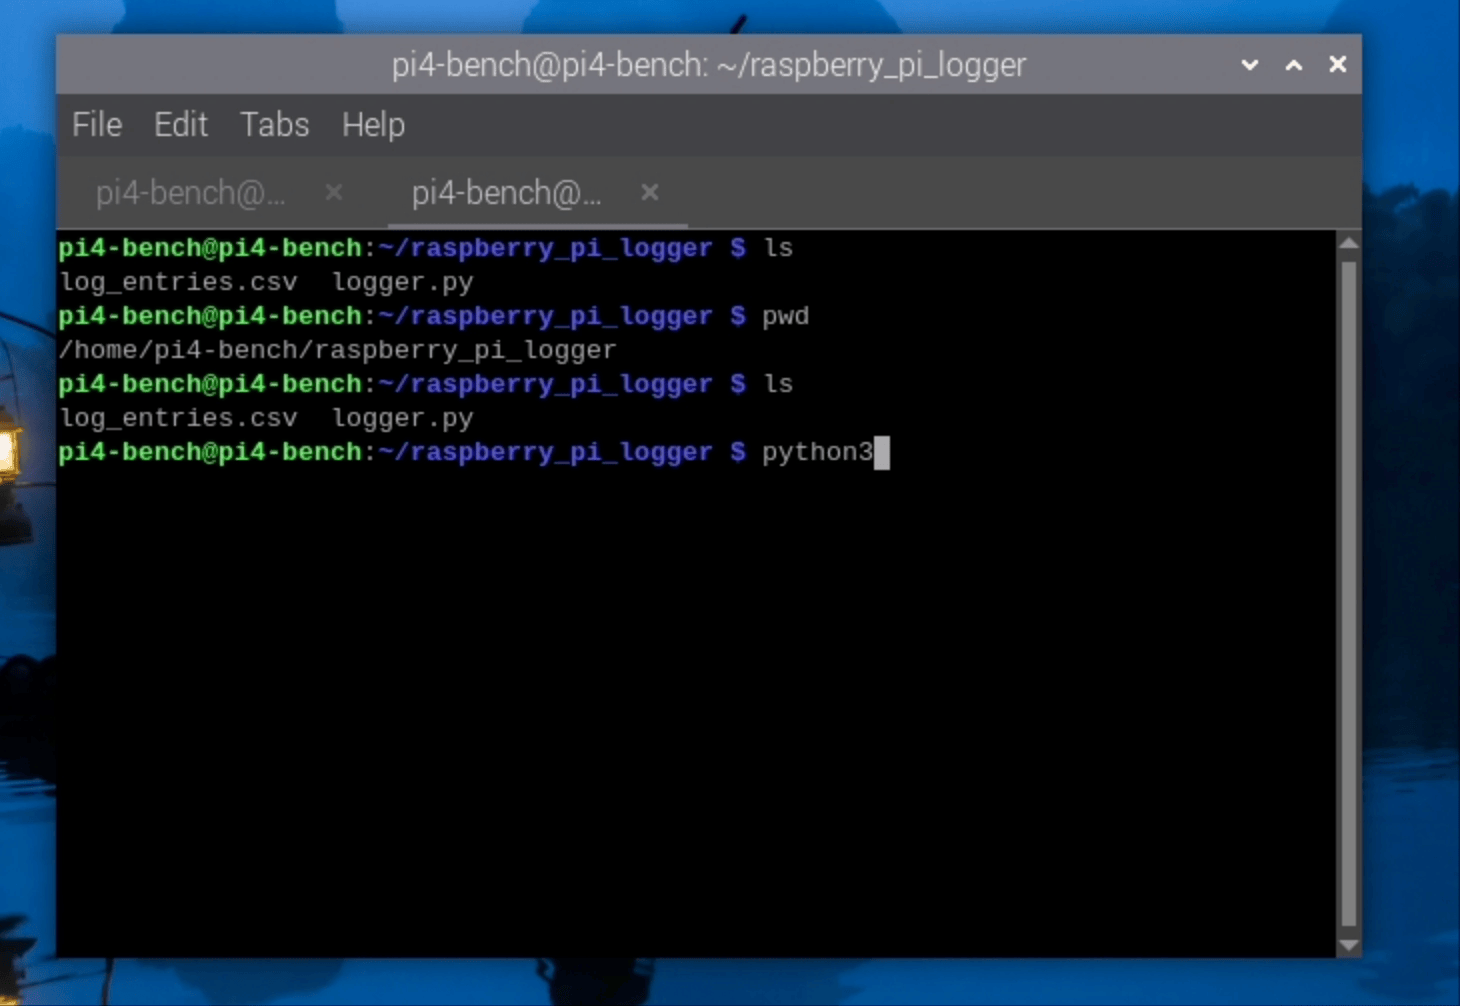 pi4-bench@pi4-bench: ~/raspberry_pi_logger
File Edit Tabs Help
pi4-bench@... × pi4-bench@... ×
pi4-bench@pi4-bench:~/raspberry_pi_logger $ ls
log_entries.csv  logger.py
pi4-bench@pi4-bench:~/raspberry_pi_logger $ pwd
/home/pi4-bench/raspberry_pi_logger
pi4-bench@pi4-bench:~/raspberry_pi_logger $ ls
log_entries.csv  logger.py
pi4-bench@pi4-bench:~/raspberry_pi_logger $ python3